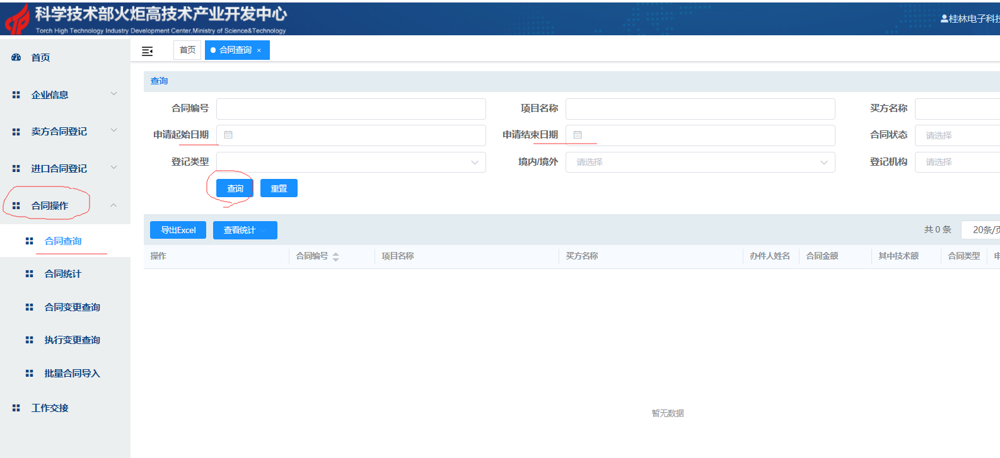 科学技术部火炬高技术产业开发中心
Torch High Technology Industry Development Center,Ministry of Science&Technology
桂林电子科技
首页
企业信息
卖方合同登记
进口合同登记
合同操作
合同查询
合同统计
合同变更查询
执行变更查询
批量合同导入
工作交接
首页 合同查询 ×
查询
合同编号 项目名称 买方名称
申请起始日期 申请结束日期 合同状态 请选择
登记类型 境内/境外 请选择 登记机构 请选择
查询 重置
导出Excel 查看统计 共 0 条 20条/页
操作 合同编号 项目名称 买方名称 办件人姓名 合同金额 其中技术额 合同类型 申
暂无数据